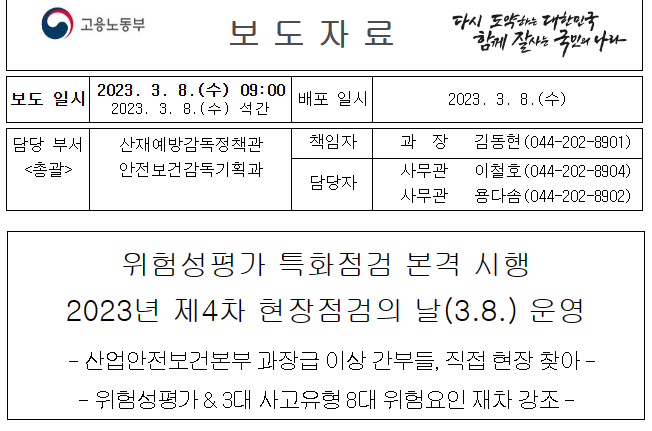 고용노동부
보 도 자 료
다시 도약하는 대한민국
함께 잘사는 국민의 나라
보도 일시
2023. 3. 8.(수) 09:00
2023. 3. 8.(수) 석간
배포 일시
2023. 3. 8.(수)
담당 부서
<총괄>
산재예방감독정책관
안전보건감독기획과
책임자
과 장 김동현(044-202-8901)
담당자
사무관 이철호(044-202-8904)
사무관 용다솜(044-202-8902)
위험성평가 특화점검 본격 시행
2023년 제4차 현장점검의 날(3.8.) 운영
- 산업안전보건본부 과장급 이상 간부들, 직접 현장 찾아 -
- 위험성평가 & 3대 사고유형 8대 위험요인 재차 강조 -